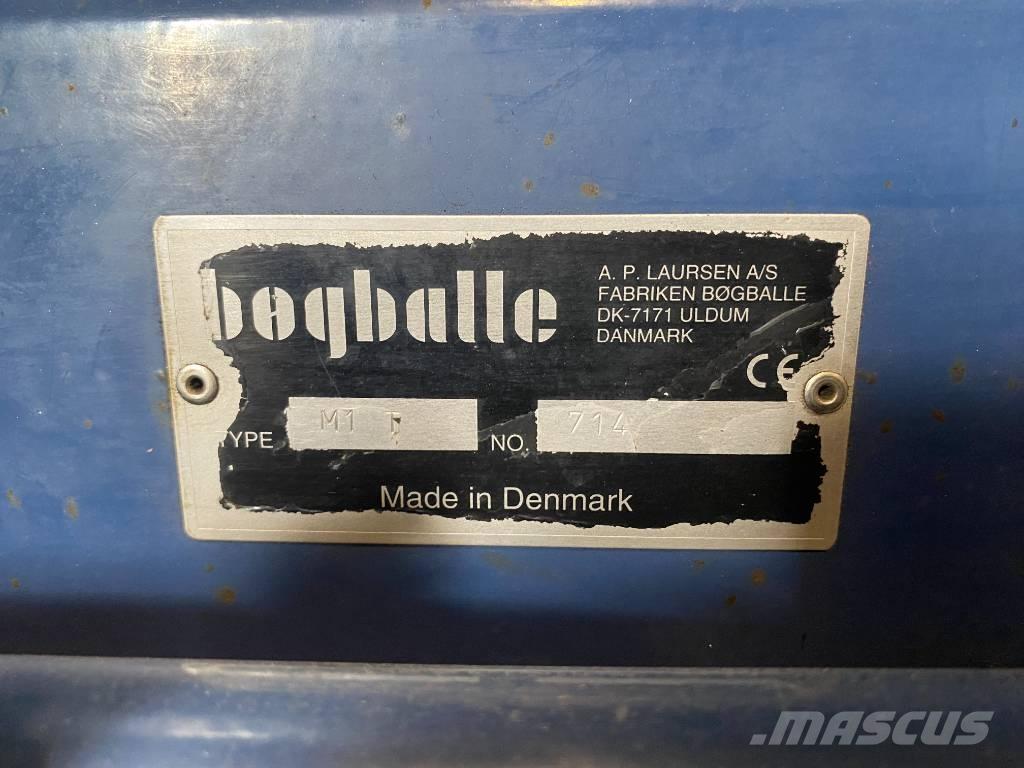 bøgballe
A. P. LAURSEN A/S
FABRIKEN BØGBALLE
DK-7171 ULDUM
DANMARK
CE
TYPE M1 T NO. 714
Made in Denmark
MASCUS